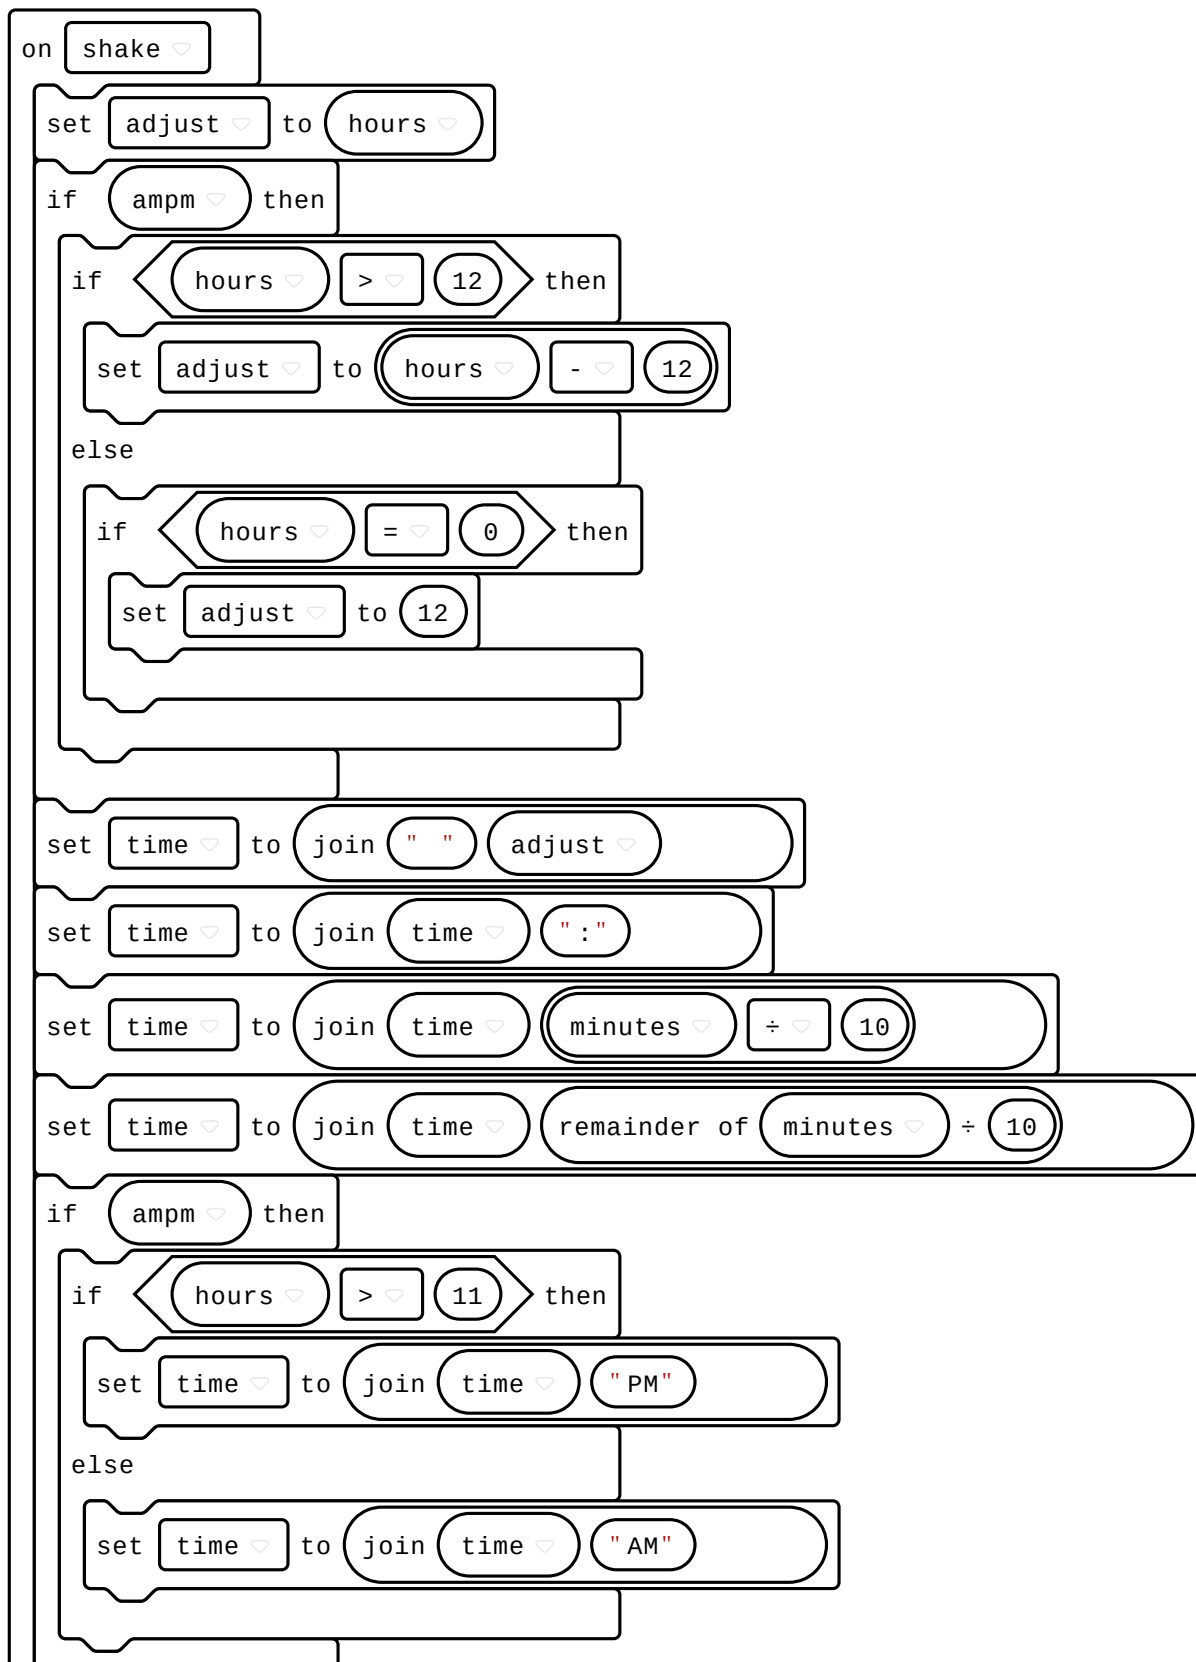 on shake
set adjust to hours
if ampm then
if hours > 12 then
set adjust to hours - 12
else
if hours = 0 then
set adjust to 12
set time to join " " adjust
set time to join time ":"
set time to join time minutes ÷ 10
set time to join time remainder of minutes ÷ 10
if ampm then
if hours > 11 then
set time to join time "PM"
else
set time to join time "AM"